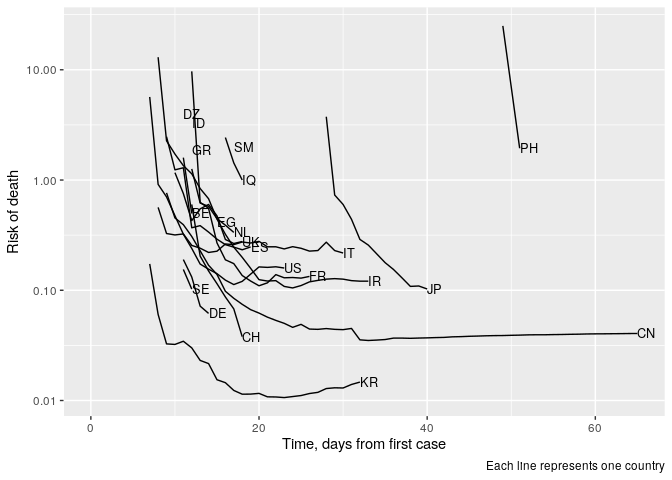 10.00
1.00
0.10
0.01
Risk of death
DZ
ID
GR
SM
IQ
PH
SE
EG
NL
UK
ES
IT
US
FR
IR
JP
SE
DE
CH
CN
KR
0
20
40
60
Time, days from first case
Each line represents one country